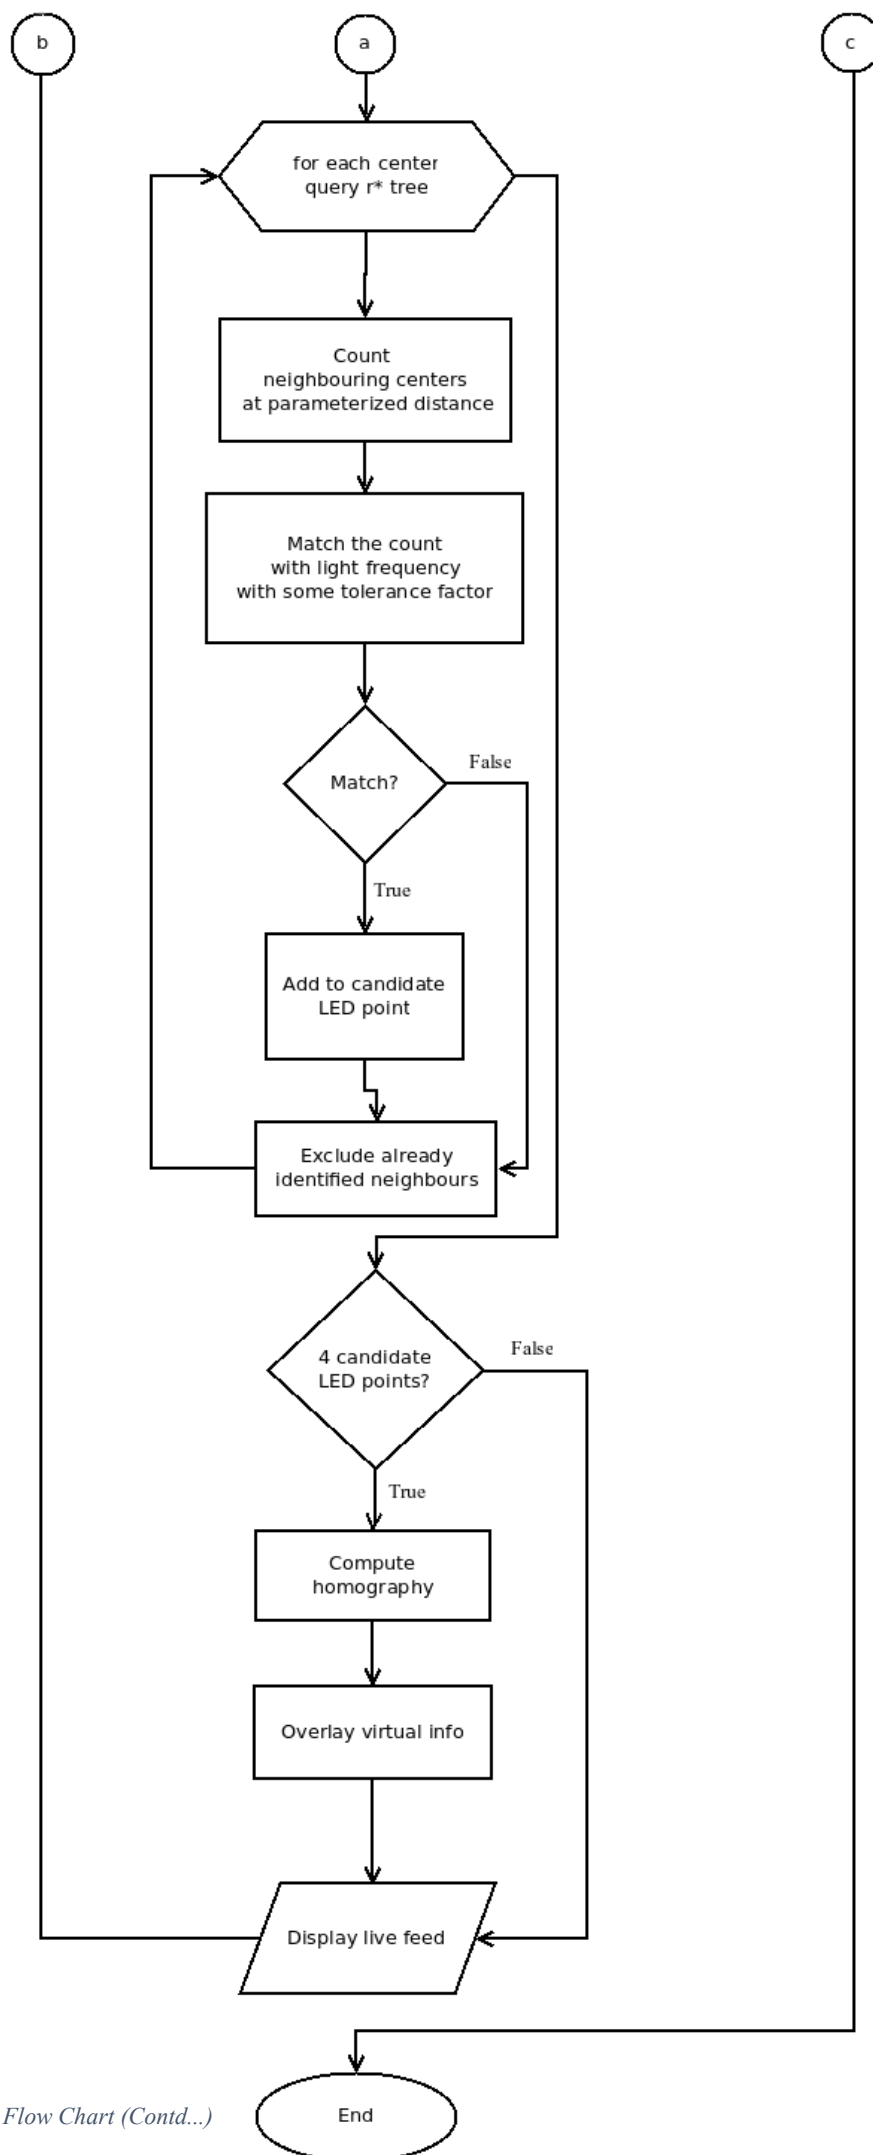 b
a
c
for each center
query r* tree
Count
neighbouring centers
at parameterized distance
Match the count
with light frequency
with some tolerance factor
Match?
False
True
Add to candidate
LED point
Exclude already
identified neighbours
4 candidate
LED points?
False
True
Compute
homography
Overlay virtual info
Display live feed
End
Flow Chart (Contd...)